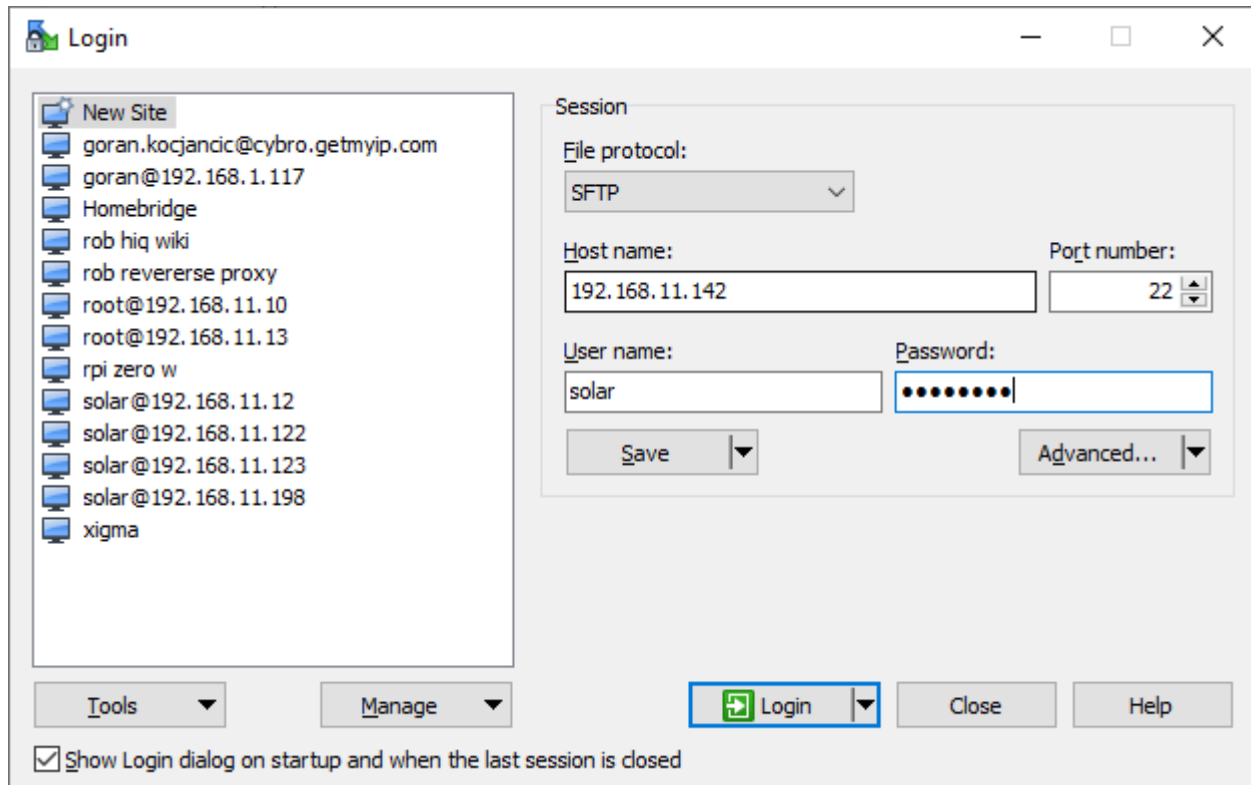 Login
New Site
goran.kocjancic@cybro.getmyip.com
goran@192.168.1.117
Homebridge
rob hiq wiki
rob revererse proxy
root@192.168.11.10
root@192.168.11.13
rpi zero w
solar@192.168.11.12
solar@192.168.11.122
solar@192.168.11.123
solar@192.168.11.198
xigma
Session
File protocol:
SFTP
Host name: Port number:
192.168.11.142 22
User name: Password:
solar ●●●●●●●●
Save Advanced...
Tools Manage Login Close Help
Show Login dialog on startup and when the last session is closed